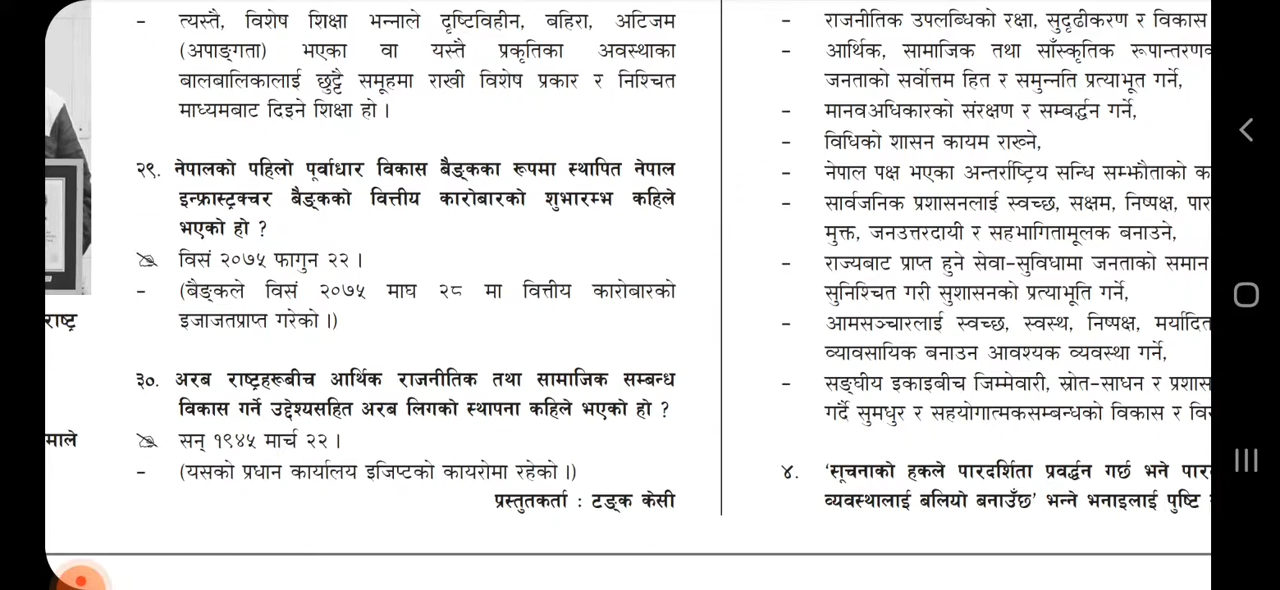 - त्यस्तै, विशेष शिक्षा भन्नाले दृष्टिविहीन, बहिरा, अटिजम
(अपाङ्गता) भएका वा यस्तै प्रकृतिका अवस्थाका
बालबालिकालाई छुट्टै समूहमा राखी विशेष प्रकार र निश्चित
माध्यमबाट दिइने शिक्षा हो ।
२९. नेपालको पहिलो पूर्वाधार विकास बैङ्कका रूपमा स्थापित नेपाल
इन्फ्रास्ट्रक्चर बैङ्कको वित्तीय कारोबारको शुभारम्भ कहिले
भएको हो ?
विसं २०७५ फागुन २२ ।
- (बैङ्कले विसं २०७५ माघ २८ मा वित्तीय कारोबारको
इजाजतप्राप्त गरेको ।)
३०. अरब राष्ट्रहरूबीच आर्थिक राजनीतिक तथा सामाजिक सम्बन्ध
विकास गर्ने उद्देश्यसहित अरब लिगको स्थापना कहिले भएको हो ?
सन् १९४५ मार्च २२ ।
- (यसको प्रधान कार्यालय इजिप्टको कायरोमा रहेको ।)
प्रस्तुतकर्ता : टङ्क केसी
राष्ट्र
माले
- राजनीतिक उपलब्धिको रक्षा, सुदृढीकरण र विकास
- आर्थिक, सामाजिक तथा साँस्कृतिक
जनताको सर्वोत्तम हित र समुन्नति प्रत्याभूत गर्ने,
- मानवअधिकारको संरक्षण र सम्बर्द्धन गर्ने,
- विधिको शासन कायम राख्ने,
- नेपाल पक्ष भएका अन्तर्राष्ट्रिय सन्धि सम्झौताको
- सार्वजनिक प्रशासनलाई स्वच्छ, सक्षम, निष्पक्ष,
मुक्त, जनउत्तरदायी र सहभागितामूलक बनाउने,
- राज्यबाट प्राप्त हुने सेवा-सुविधामा जनताको समान
सुनिश्चित गरी सुशासनको प्रत्याभूति गर्ने,
- आमसञ्चारलाई स्वच्छ, स्वस्थ, निष्पक्ष, मर्यादित
व्यावसायिक बनाउन आवश्यक व्यवस्था गर्ने,
- सङ्घीय इकाइबीच जिम्मेवारी, स्रोत-साधन र
गर्दै सुमधुर र सहयोगात्मकसम्बन्धको विकास र
४. 'सूचनाको हकले पारदर्शिता प्रवर्द्धन गर्छ भने
व्यवस्थालाई बलियो बनाउँछ' भन्ने भनाइलाई पुष्टि